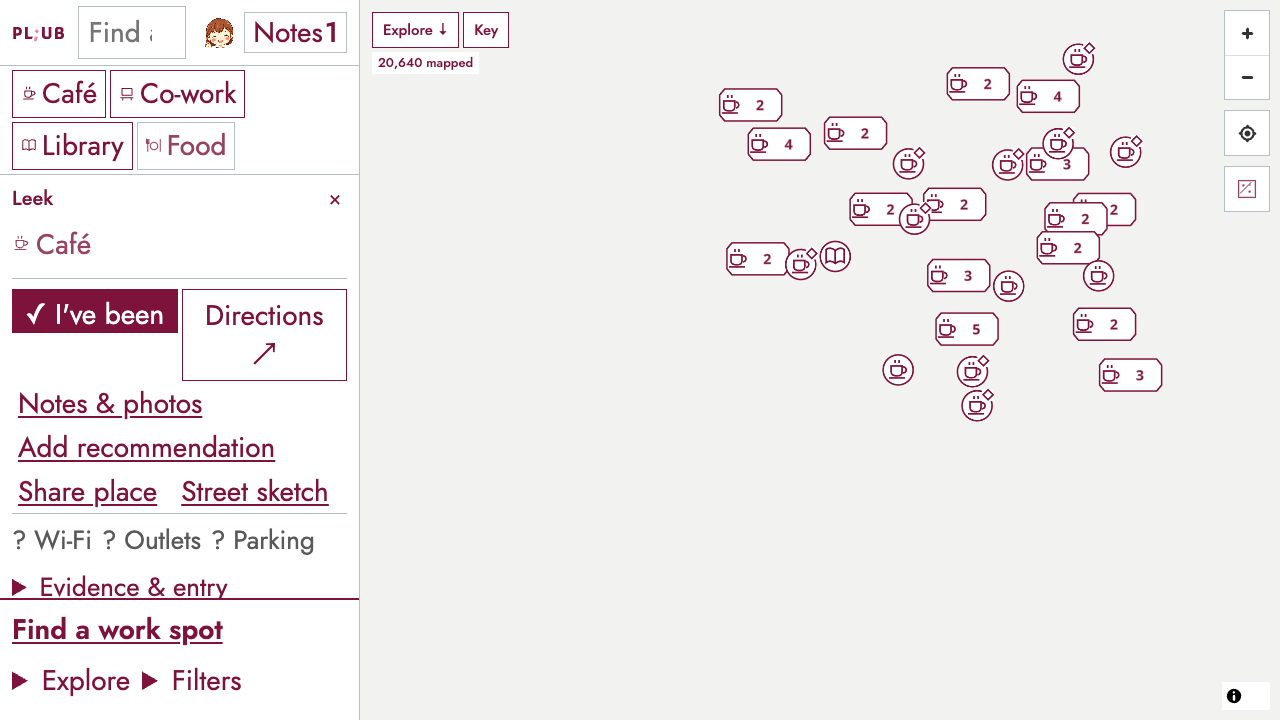 PL;UB
Find a
Notes 1
Café
Co-work
Library
Food
Leek
×
Café
✓ I've been
Directions ↗
Notes & photos
Add recommendation
Share place
Street sketch
? Wi-Fi ? Outlets ? Parking
▶ Evidence & entry
Find a work spot
▶ Explore ▶ Filters
Explore ↓
Key
20,640 mapped
2
2
4
2
4
3
2
2
2
2
2
2
3
5
2
3
+
−